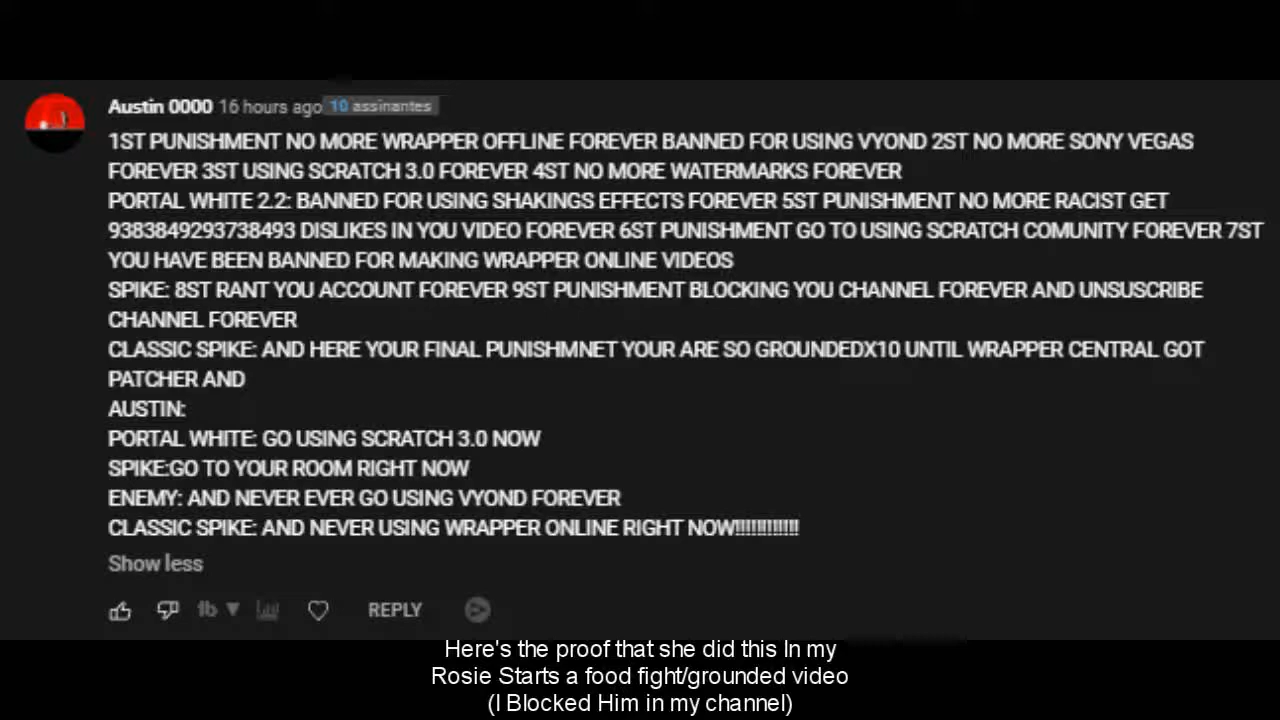 Austin 0000 16 hours ago 10 assinantes
1ST PUNISHMENT NO MORE WRAPPER OFFLINE FOREVER BANNED FOR USING VYOND 2ST NO MORE SONY VEGAS
FOREVER 3ST USING SCRATCH 3.0 FOREVER 4ST NO MORE WATERMARKS FOREVER
PORTAL WHITE 2.2: BANNED FOR USING SHAKINGS EFFECTS FOREVER 5ST PUNISHMENT NO MORE RACIST GET
9383849293738493 DISLIKES IN YOU VIDEO FOREVER 6ST PUNISHMENT GO TO USING SCRATCH COMUNITY FOREVER 7ST
YOU HAVE BEEN BANNED FOR MAKING WRAPPER ONLINE VIDEOS
SPIKE: 8ST RANT YOU ACCOUNT FOREVER 9ST PUNISHMENT BLOCKING YOU CHANNEL FOREVER AND UNSUSCRIBE
CHANNEL FOREVER
CLASSIC SPIKE: AND HERE YOUR FINAL PUNISHMNET YOUR ARE SO GROUNDEDX10 UNTIL WRAPPER CENTRAL GOT
PATCHER AND
AUSTIN:
PORTAL WHITE: GO USING SCRATCH 3.0 NOW
SPIKE:GO TO YOUR ROOM RIGHT NOW
ENEMY: AND NEVER EVER GO USING VYOND FOREVER
CLASSIC SPIKE: AND NEVER USING WRAPPER ONLINE RIGHT NOW!!!!!!!!!!!!!
Show less
1b REPLY
Here's the proof that she did this In my
Rosie Starts a food fight/grounded video
(I Blocked Him in my channel)